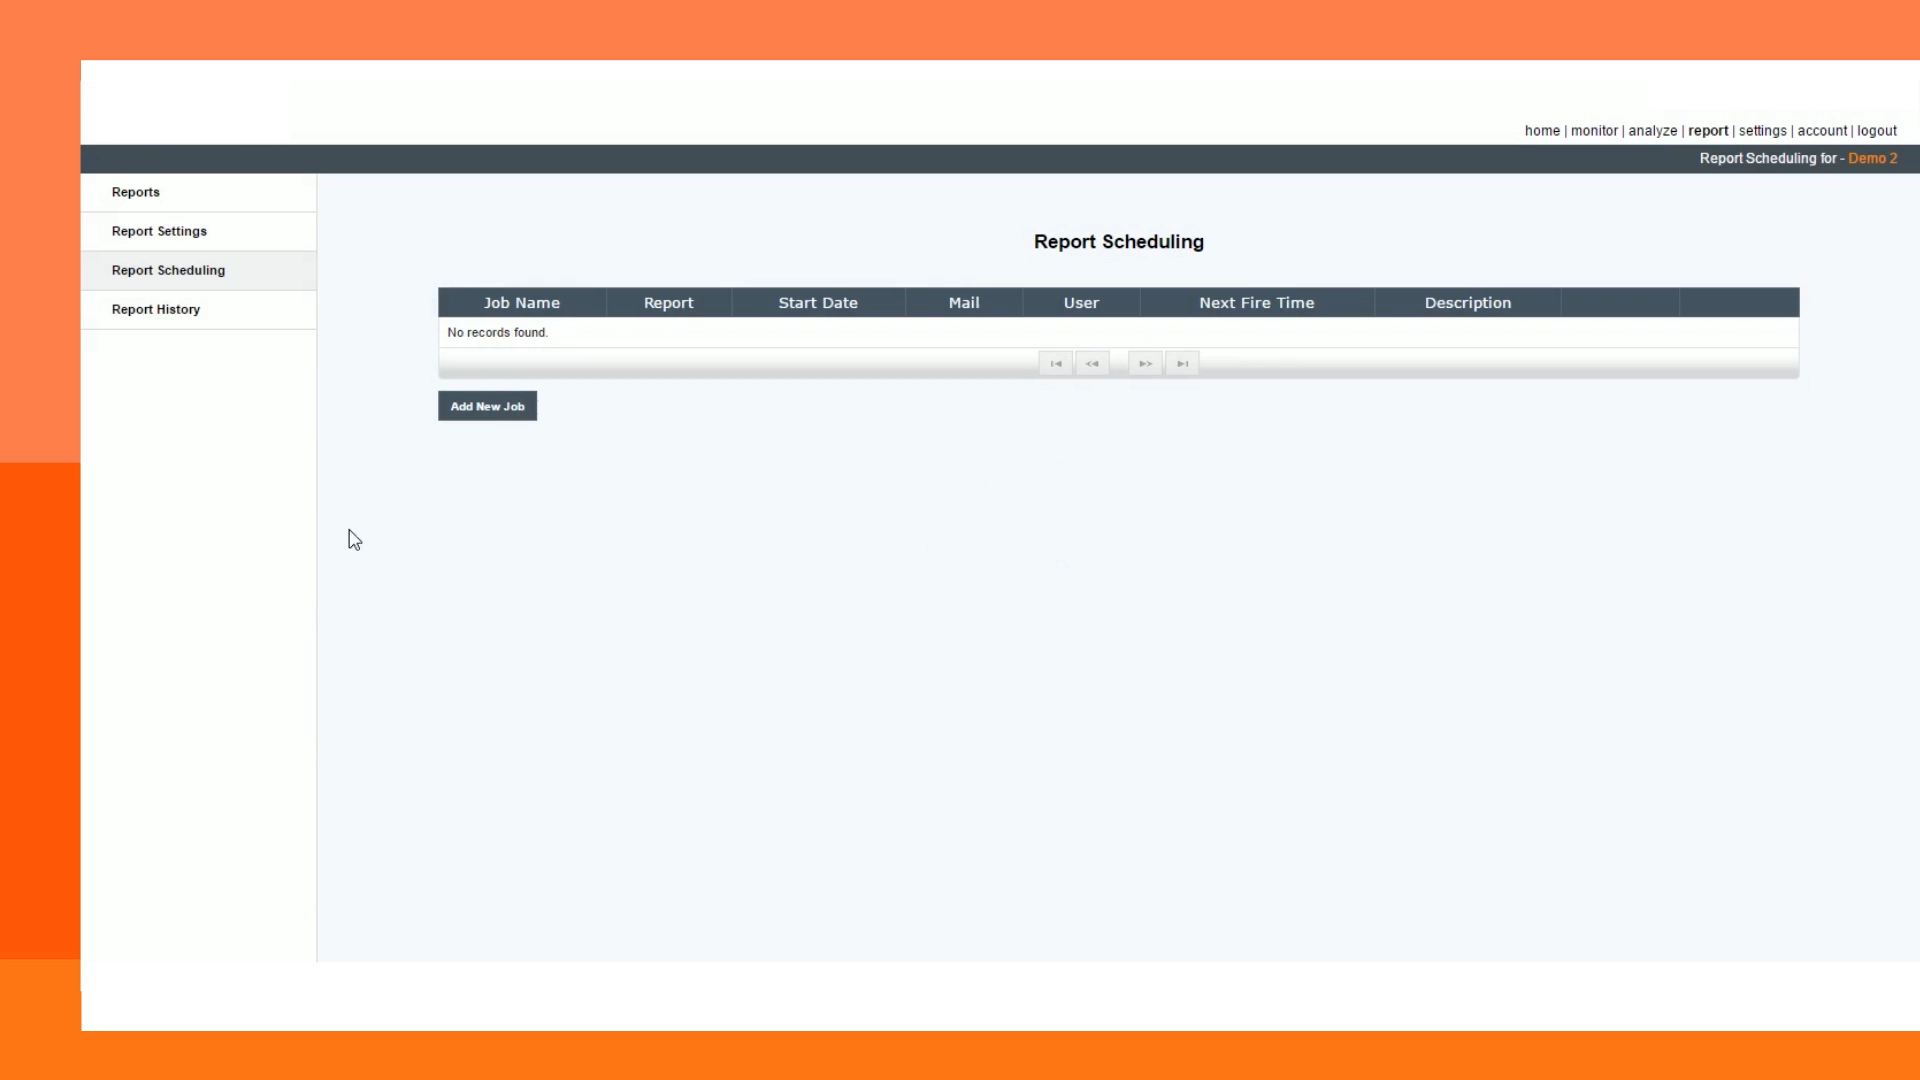 home | monitor | analyze | report | settings | account | logout
Report Scheduling for - Demo 2
Reports
Report Settings
Report Scheduling
Report History
Report Scheduling
Job Name Report Start Date Mail User Next Fire Time Description
No records found.
Add New Job